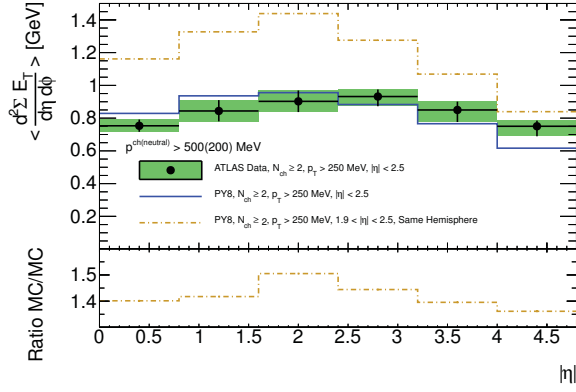 < d²Σ E_T / dη dϕ > [GeV]
1.4
1.2
1
0.8
0.6
0.4
0.2
p^ch(neutral) > 500(200) MeV
ATLAS Data, N_ch ≥ 2, p_T > 250 MeV, |η| < 2.5
PY8, N_ch ≥ 2, p_T > 250 MeV, |η| < 2.5
PY8, N_ch ≥ 2, p_T > 250 MeV, 1.9 < |η| < 2.5, Same Hemisphere
Ratio MC/MC
1.5
1.4
0 0.5 1 1.5 2 2.5 3 3.5 4 4.5
|η|